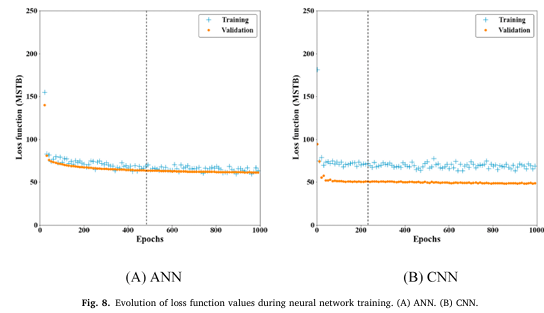 250
200
150
100
50
0
Loss function (MSTB)
Training
Validation
0 200 400 600 800 1000
Epochs
250
200
150
100
50
0
Loss function (MSTB)
Training
Validation
0 200 400 600 800 1000
Epochs
(A) ANN
(B) CNN
Fig. 8. Evolution of loss function values during neural network training. (A) ANN. (B) CNN.